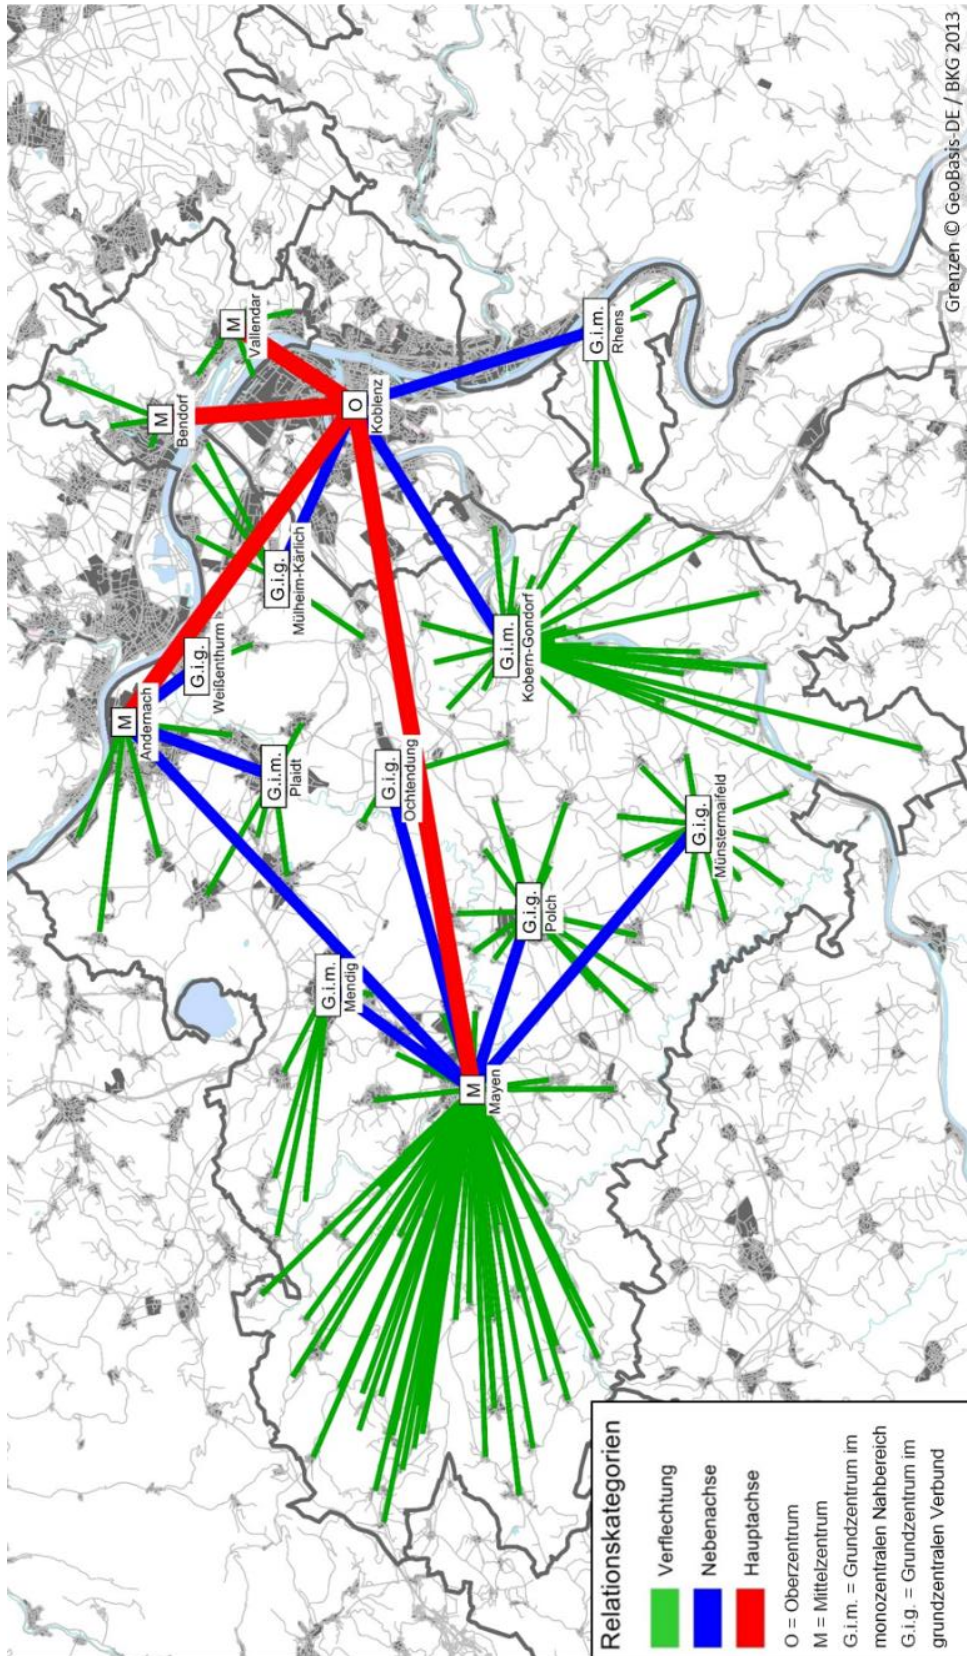 M
Vallendar
M
Bendorf
O
Koblenz
G.i.m.
Rhens
G.i.g.
Mülheim-Kärlich
G.i.g.
Weißenthurm
M
Andernach
G.i.m.
Plaidt
G.i.g.
Ochtendung
G.i.m.
Kobern-Gondorf
G.i.g.
Münstermaifeld
G.i.g.
Polch
G.i.m.
Mendig
M
Mayen
Relationskategorien
Verflechtung
Nebenachse
Hauptachse
O = Oberzentrum
M = Mittelzentrum
G.i.m. = Grundzentrum im
monozentralen Nahbereich
G.i.g. = Grundzentrum im
grundzentralen Verbund
Grenzen © GeoBasis-DE / BKG 2013